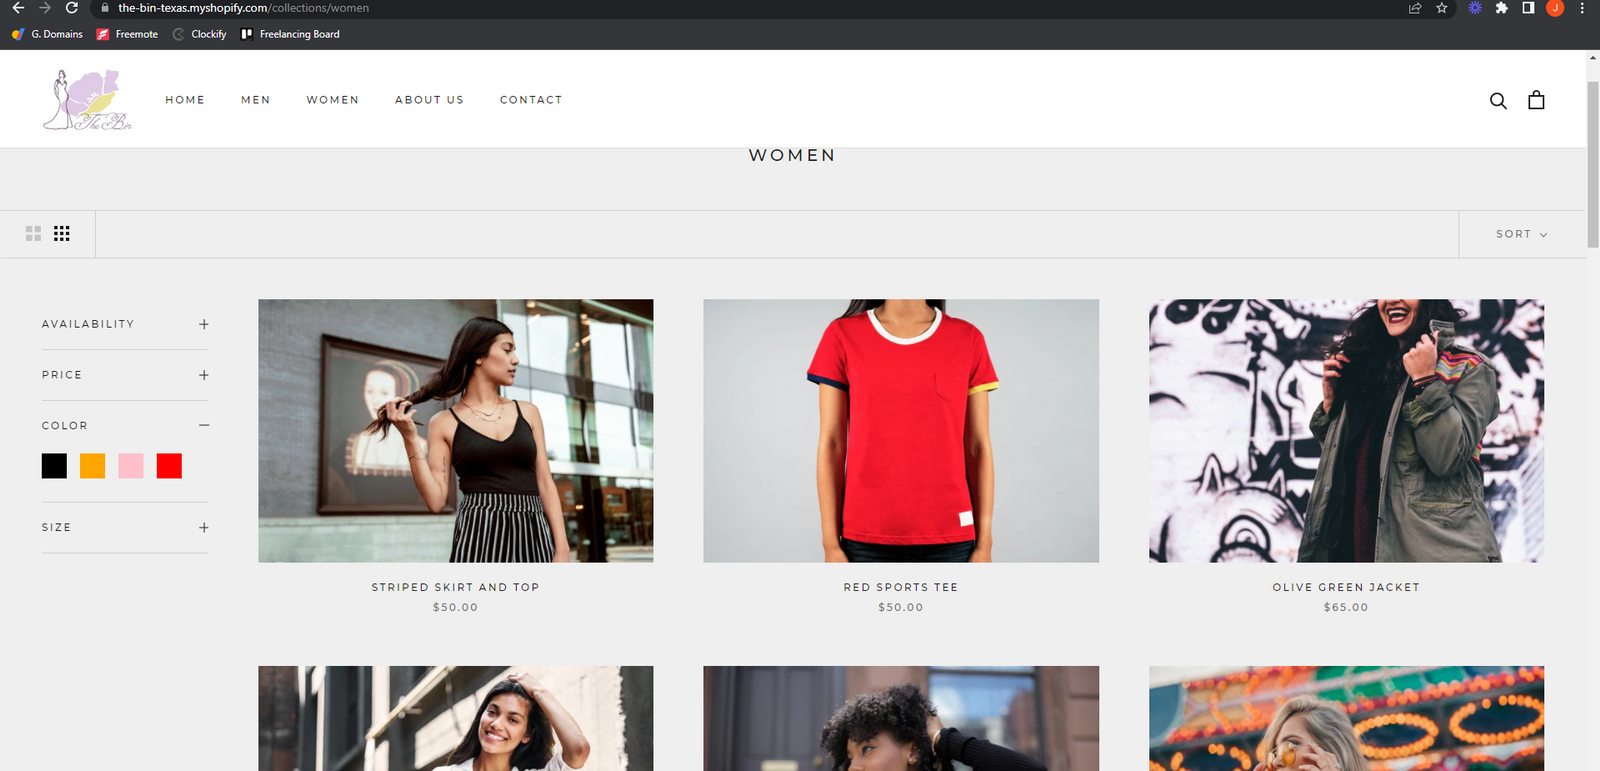 the-bin-texas.myshopify.com/collections/women
J
G. Domains Freemote Clockify Freelancing Board
The Bin
HOME MEN WOMEN ABOUT US CONTACT
WOMEN
SORT
AVAILABILITY
PRICE
COLOR
SIZE
STRIPED SKIRT AND TOP
$50.00
RED SPORTS TEE
$50.00
OLIVE GREEN JACKET
$65.00